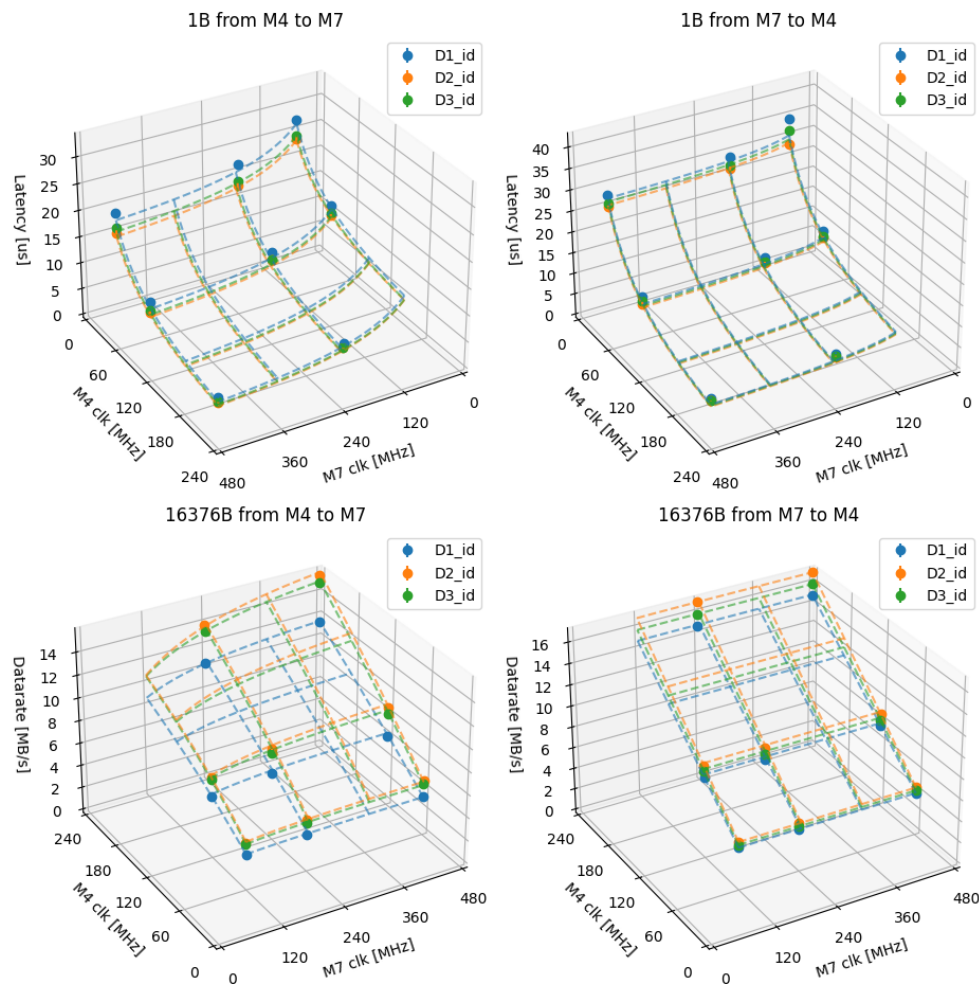 1B from M4 to M7
D1_id
D2_id
D3_id
Latency [us]
30
25
20
15
10
5
0
0
60
120
180
240
M4 clk [MHz]
480
360
240
120
0
M7 clk [MHz]
1B from M7 to M4
D1_id
D2_id
D3_id
Latency [us]
40
35
30
25
20
15
10
5
0
0
60
120
180
240
M4 clk [MHz]
480
360
240
120
0
M7 clk [MHz]
16376B from M4 to M7
D1_id
D2_id
D3_id
Datarate [MB/s]
14
12
10
8
6
4
2
0
240
180
120
60
0
M4 clk [MHz]
0
120
240
360
480
M7 clk [MHz]
16376B from M7 to M4
D1_id
D2_id
D3_id
Datarate [MB/s]
16
14
12
10
8
6
4
2
0
240
180
120
60
0
M4 clk [MHz]
0
120
240
360
480
M7 clk [MHz]